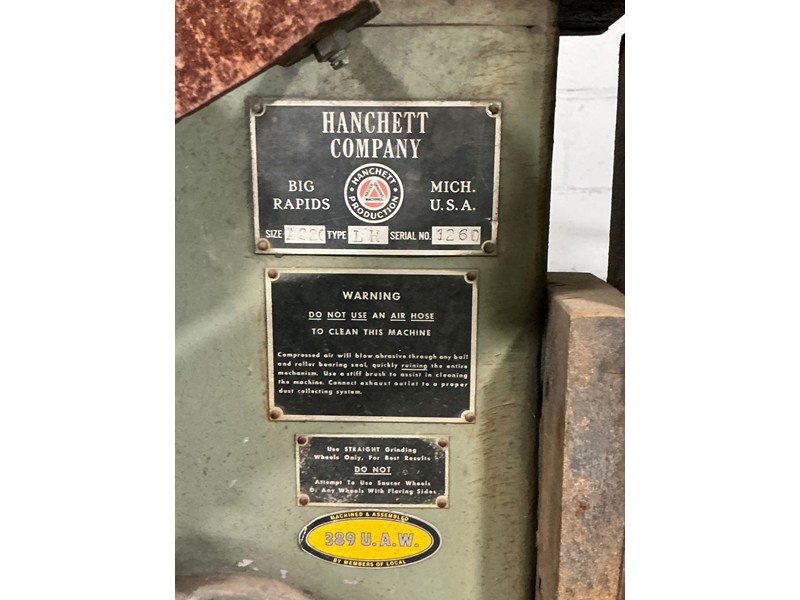 HANCHETT
COMPANY
BIG
RAPIDS
HANCHETT
PRODUCTION
MACHINES
MICH.
U.S.A.
SIZE TYPE LH SERIAL NO. 1260
WARNING
DO NOT USE AN AIR HOSE
TO CLEAN THIS MACHINE
Compressed air will blow abrasive through any ball
and roller bearing seal, quickly ruining the entire
mechanism. Use a stiff brush to assist in cleaning
the machine. Connect exhaust outlet to a proper
dust collecting system.
Use STRAIGHT Grinding
Wheels Only, For Best Results
DO NOT
Attempt To Use Saucer Wheels
Or Any Wheels With Flaring Sides
MACHINED & ASSEMBLED
389 U.A.W.
BY MEMBERS OF LOCAL